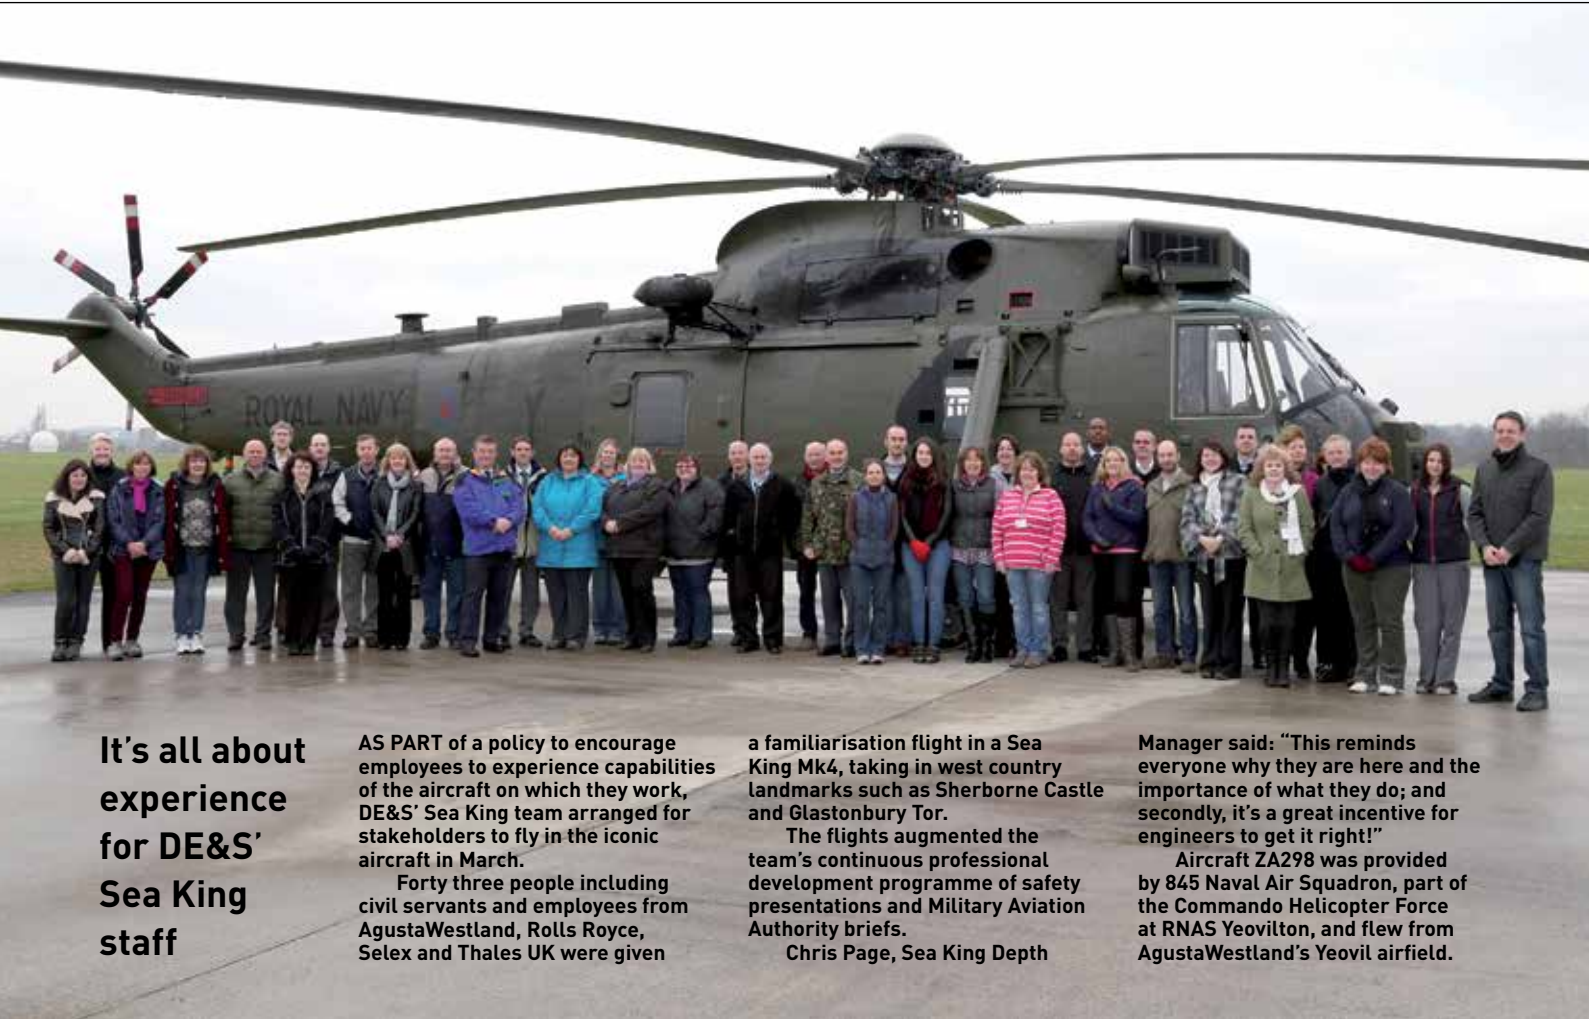 ROYAL NAVY
Y
It's all about
experience
for DE&S'
Sea King
staff
AS PART of a policy to encourage
employees to experience capabilities
of the aircraft on which they work,
DE&S' Sea King team arranged for
stakeholders to fly in the iconic
aircraft in March.
Forty three people including
civil servants and employees from
AgustaWestland, Rolls Royce,
Selex and Thales UK were given
a familiarisation flight in a Sea
King Mk4, taking in west country
landmarks such as Sherborne Castle
and Glastonbury Tor.
The flights augmented the
team's continuous professional
development programme of safety
presentations and Military Aviation
Authority briefs.
Chris Page, Sea King Depth
Manager said: "This reminds
everyone why they are here and the
importance of what they do; and
secondly, it's a great incentive for
engineers to get it right!"
Aircraft ZA298 was provided
by 845 Naval Air Squadron, part of
the Commando Helicopter Force
at RNAS Yeovilton, and flew from
AgustaWestland's Yeovil airfield.